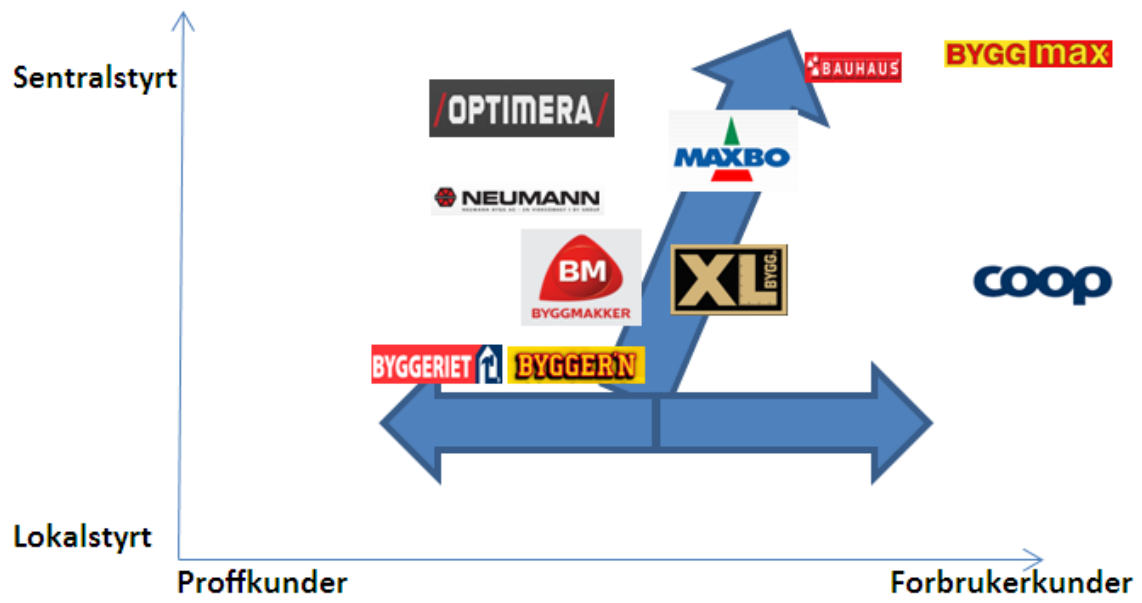 Sentralstyrt
BYGGmax
BAUHAUS
/OPTIMERA/
MAXBO
NEUMANN
BM
BYGGMAKKER
XL
BYGG
coop
BYGGERIET
BYGGER'N
Lokalstyrt
Proffkunder
Forbrukerkunder